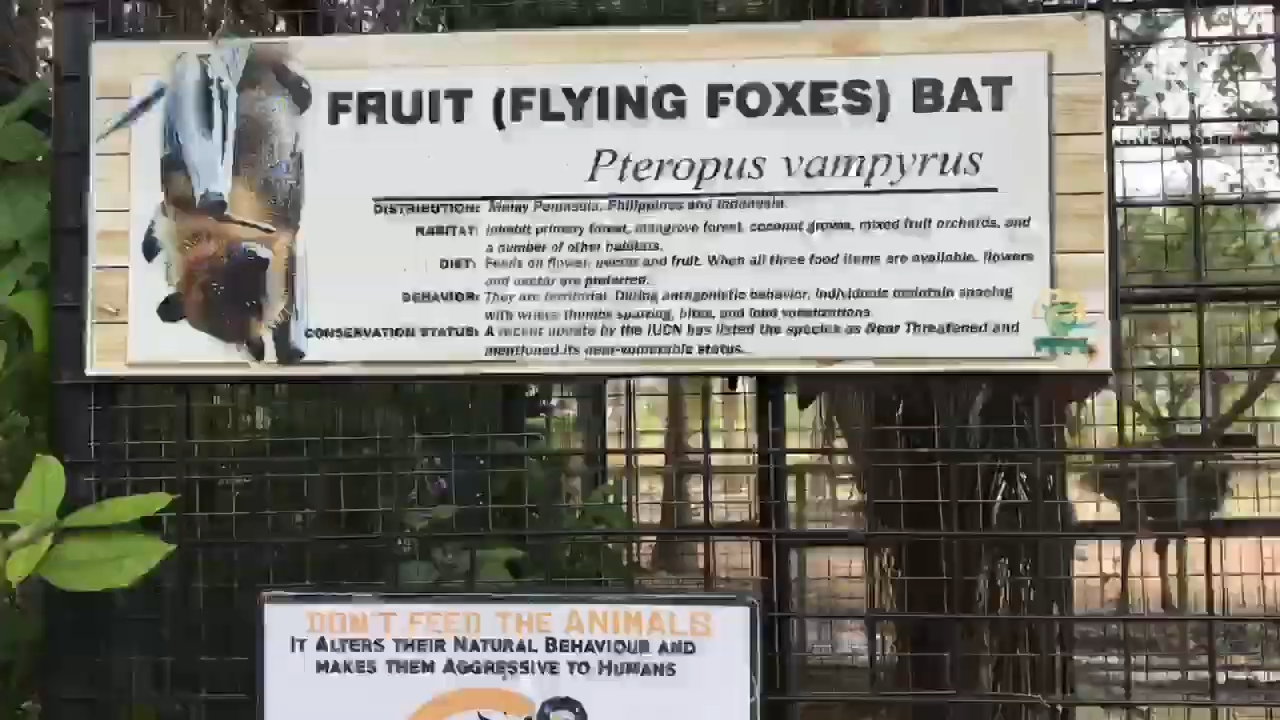 FRUIT (FLYING FOXES) BAT
Pteropus vampyrus
DISTRIBUTION: Malay Peninsula, Philippines and Indonesia.
HABITAT: Inhabit primary forest, mangrove forest, coconut groves, mixed fruit orchards, and
a number of other habitats.
DIET: Feeds on flower, nectar and fruit. When all three food items are available, flowers
and nectar are preferred.
BEHAVIOR: They are territorial. During antagonistic behavior, individuals maintain spacing
with wrists thumbs sparring, bites, and loud vocalizations.
CONSERVATION STATUS: A recent update by the IUCN has listed the species as Near Threatened and
mentioned its near-vulnerable status.
DON'T FEED THE ANIMALS
IT ALTERS THEIR NATURAL BEHAVIOUR AND
MAKES THEM AGGRESSIVE TO HUMANS
KINEMASTER